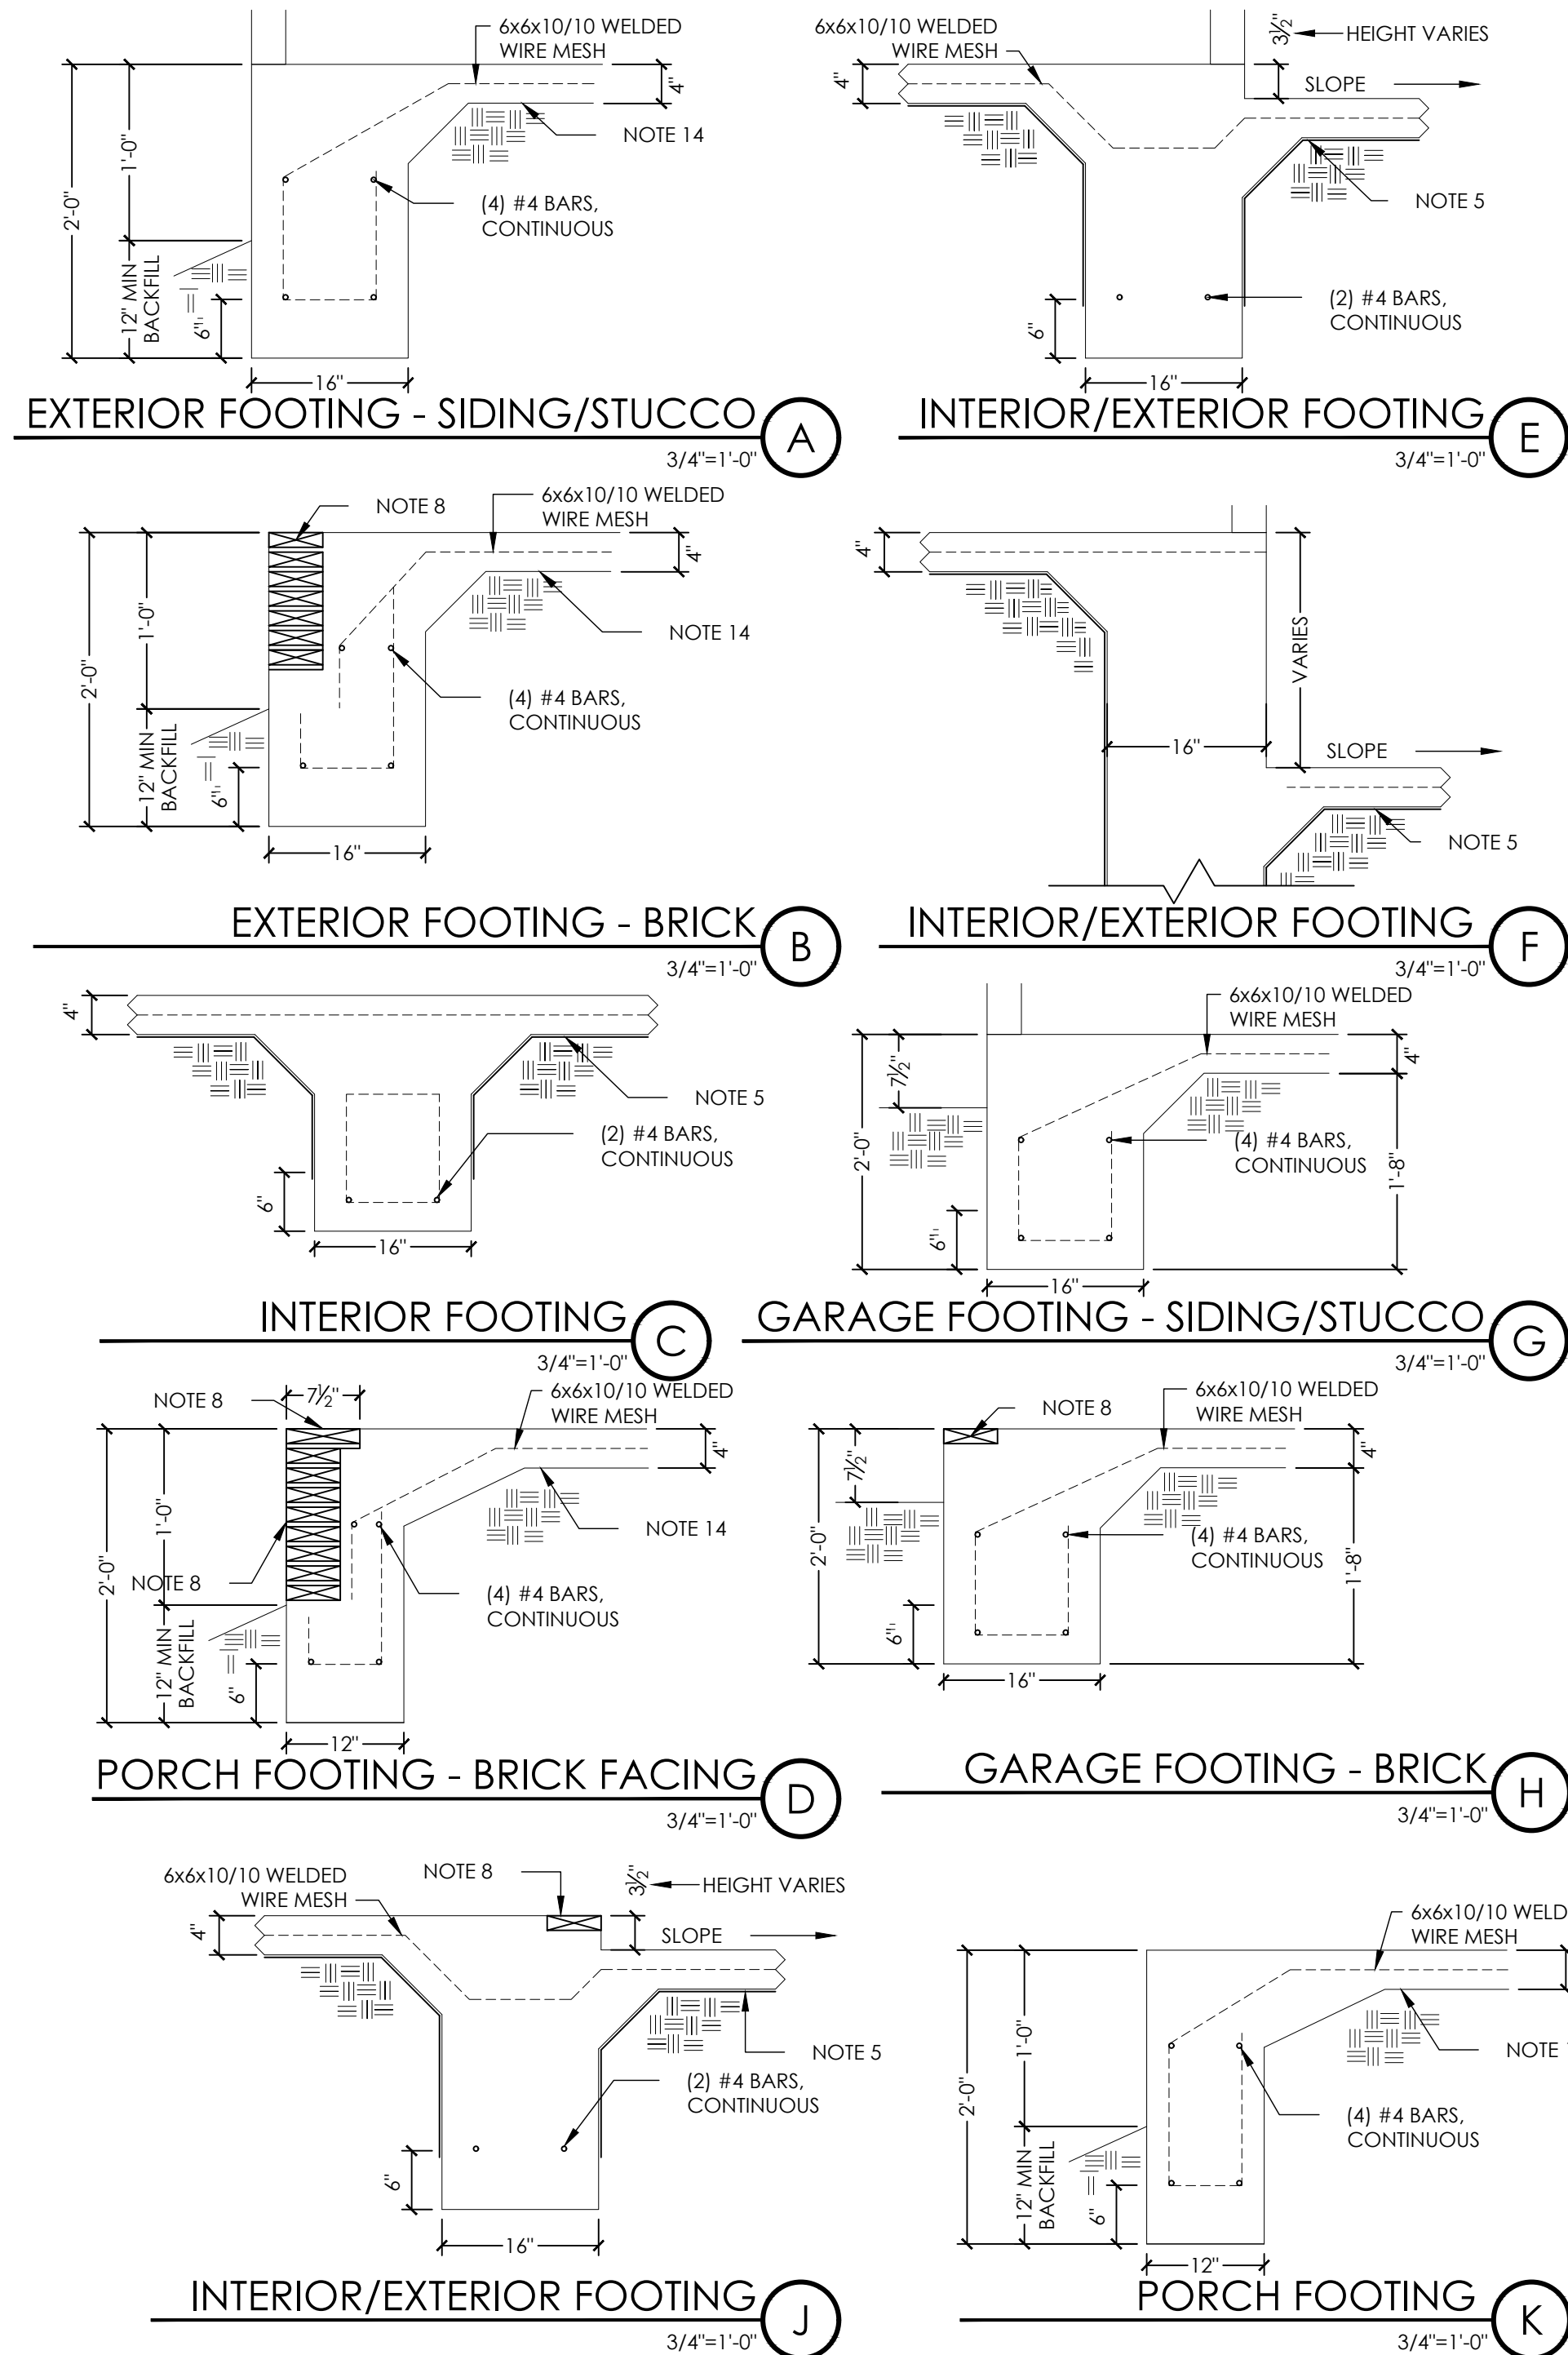 6x6x10/10 WELDED
WIRE MESH
4"
NOTE 14
2'-0"
1'-0"
(4) #4 BARS,
CONTINUOUS
12" MIN
BACKFILL
6"
16"
EXTERIOR FOOTING - SIDING/STUCCO
A
3/4"=1'-0"
6x6x10/10 WELDED
WIRE MESH
3½"
HEIGHT VARIES
4"
SLOPE
NOTE 5
(2) #4 BARS,
CONTINUOUS
6"
16"
INTERIOR/EXTERIOR FOOTING
E
3/4"=1'-0"
NOTE 8
6x6x10/10 WELDED
WIRE MESH
4"
1'-0"
2'-0"
NOTE 14
(4) #4 BARS,
CONTINUOUS
12" MIN
BACKFILL
6"
16"
EXTERIOR FOOTING - BRICK
B
3/4"=1'-0"
4"
VARIES
16"
SLOPE
NOTE 5
INTERIOR/EXTERIOR FOOTING
F
3/4"=1'-0"
4"
NOTE 5
(2) #4 BARS,
CONTINUOUS
6"
16"
INTERIOR FOOTING
C
3/4"=1'-0"
6x6x10/10 WELDED
WIRE MESH
4"
7½"
2'-0"
(4) #4 BARS,
CONTINUOUS
1'-8"
6"
16"
GARAGE FOOTING - SIDING/STUCCO
G
3/4"=1'-0"
NOTE 8
7½"
6x6x10/10 WELDED
WIRE MESH
4"
1'-0"
NOTE 14
2'-0"
NOTE 8
(4) #4 BARS,
CONTINUOUS
12" MIN
BACKFILL
6"
12"
PORCH FOOTING - BRICK FACING
D
3/4"=1'-0"
NOTE 8
6x6x10/10 WELDED
WIRE MESH
4"
7½"
2'-0"
(4) #4 BARS,
CONTINUOUS
1'-8"
6"
16"
GARAGE FOOTING - BRICK
H
3/4"=1'-0"
6x6x10/10 WELDED
WIRE MESH
NOTE 8
3½"
HEIGHT VARIES
4"
SLOPE
NOTE 5
(2) #4 BARS,
CONTINUOUS
6"
16"
INTERIOR/EXTERIOR FOOTING
J
3/4"=1'-0"
6x6x10/10 WELD
WIRE MESH
1'-0"
NOTE
2'-0"
(4) #4 BARS,
CONTINUOUS
12" MIN
BACKFILL
6"
12"
PORCH FOOTING
K
3/4"=1'-0"